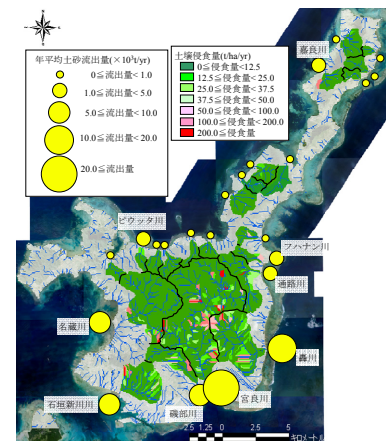 年平均土砂流出量(×10³t/yr)
0≦流出量< 1.0
1.0≦流出量< 5.0
5.0≦流出量< 10.0
10.0≦流出量< 20.0
20.0≦流出量
土壌侵食量(t/ha/yr)
0≦侵食量<12.5
12.5≦侵食量< 25.0
25.0≦侵食量< 37.5
37.5≦侵食量< 50.0
50.0≦侵食量< 100.0
100.0≦侵食量< 200.0
200.0≦侵食量
嘉良川
ビウッタ川
フハナン川
通路川
名蔵川
轟川
石垣新川川
磯部川
宮良川
2.5 1.25 0 2.5 5
キロメートル